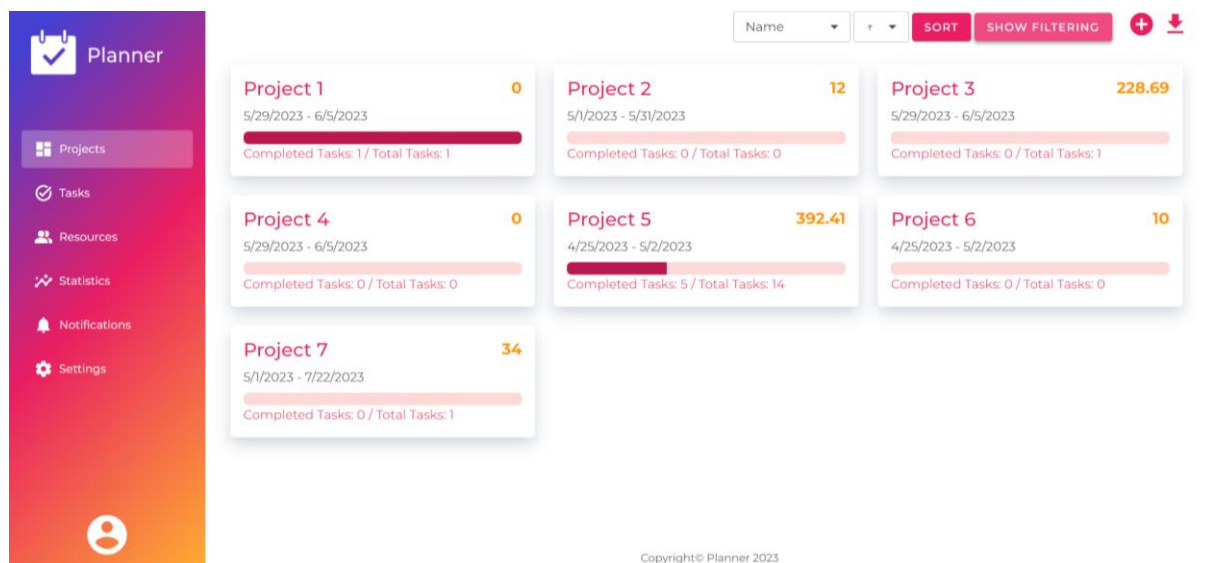 Planner
Projects
Tasks
Resources
Statistics
Notifications
Settings
Name ↑ SORT SHOW FILTERING
Project 1 0
5/29/2023 - 6/5/2023
Completed Tasks: 1 / Total Tasks: 1
Project 2 12
5/1/2023 - 5/31/2023
Completed Tasks: 0 / Total Tasks: 0
Project 3 228.69
5/29/2023 - 6/5/2023
Completed Tasks: 0 / Total Tasks: 1
Project 4 0
5/29/2023 - 6/5/2023
Completed Tasks: 0 / Total Tasks: 0
Project 5 392.41
4/25/2023 - 5/2/2023
Completed Tasks: 5 / Total Tasks: 14
Project 6 10
4/25/2023 - 5/2/2023
Completed Tasks: 0 / Total Tasks: 0
Project 7 34
5/1/2023 - 7/22/2023
Completed Tasks: 0 / Total Tasks: 1
Copyright© Planner 2023